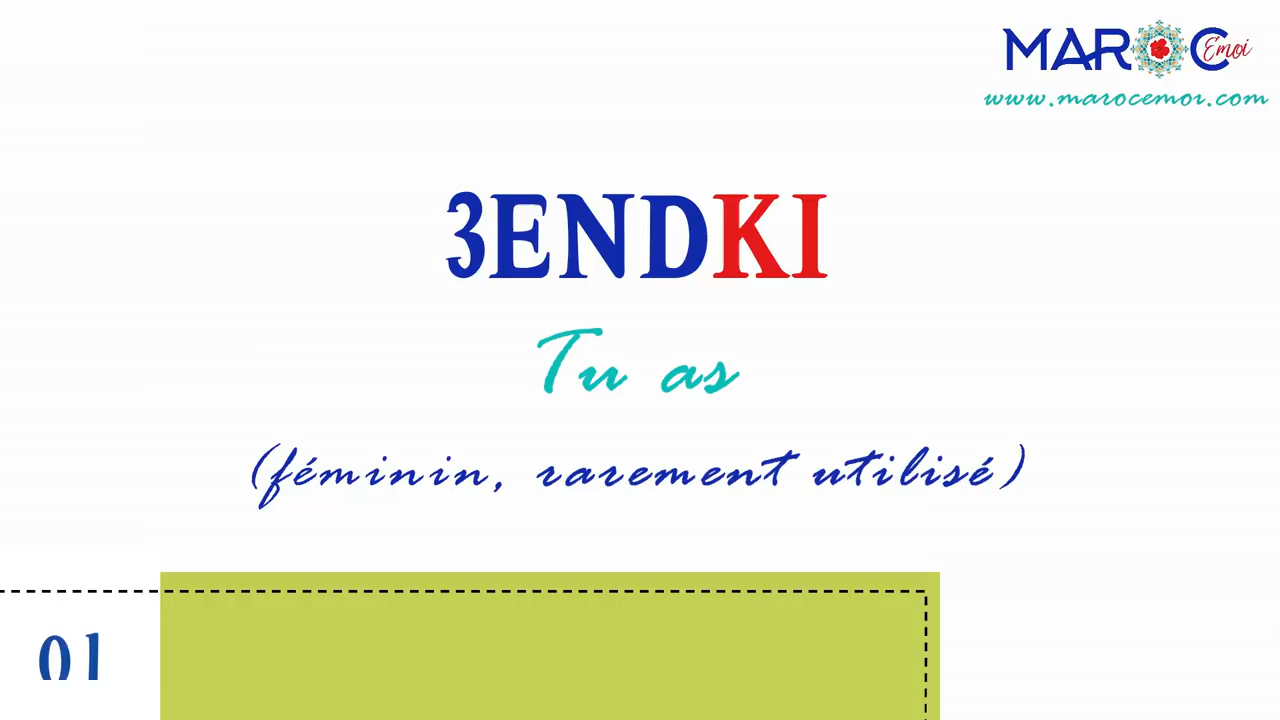 MAROC Emoi
www.marocemoi.com
3ENDKI
Tu as
(féminin, rarement utilisé)
01